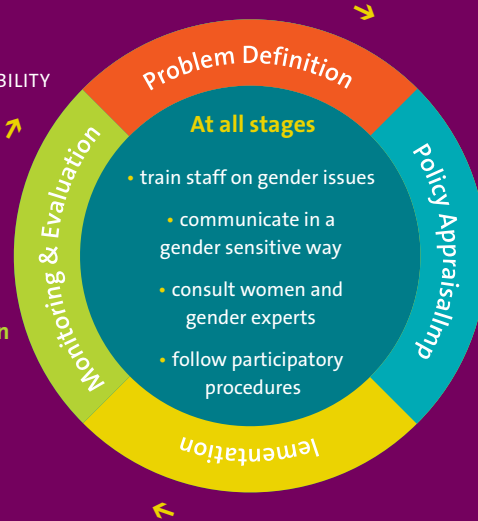 BILITY
Problem Definition
At all stages
• train staff on gender issues
• communicate in a
gender sensitive way
• consult women and
gender experts
• follow participatory
procedures
Policy AppraisalImp
lementation
Monitoring & Evaluation
n